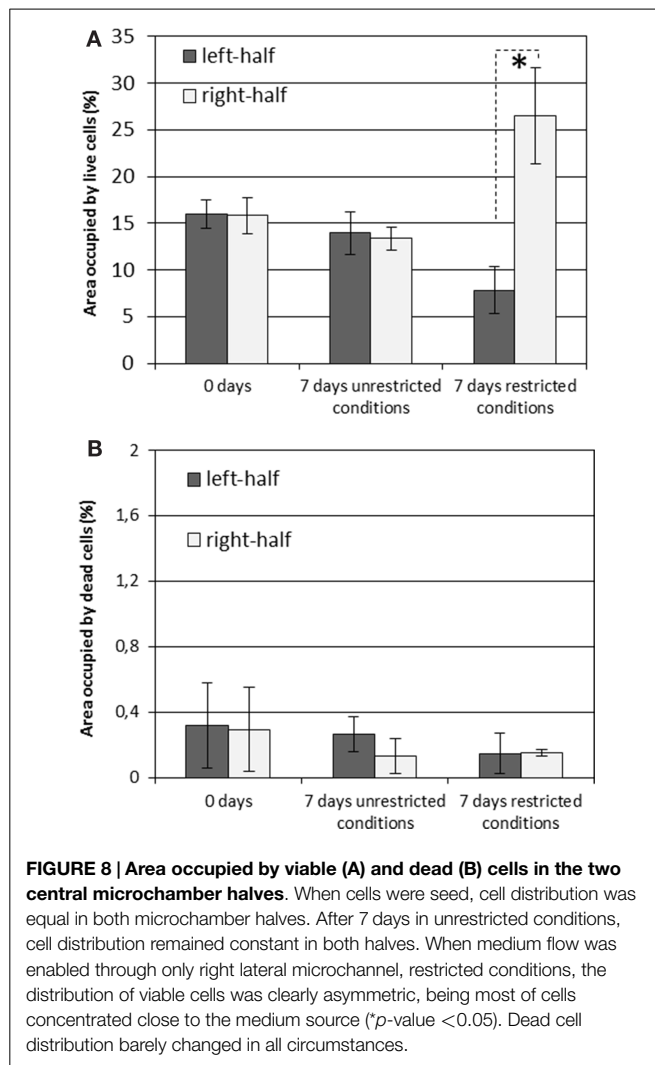 A
35
30
25
20
15
10
5
0
Area occupied by live cells (%)
left-half
right-half
*
0 days
7 days unrestricted conditions
7 days restricted conditions
B
2
1,6
1,2
0,8
0,4
0
Area occupied by dead cells (%)
left-half
right-half
0 days
7 days unrestricted conditions
7 days restricted conditions
FIGURE 8 | Area occupied by viable (A) and dead (B) cells in the two
central microchamber halves. When cells were seed, cell distribution was
equal in both microchamber halves. After 7 days in unrestricted conditions,
cell distribution remained constant in both halves. When medium flow was
enabled through only right lateral microchannel, restricted conditions, the
distribution of viable cells was clearly asymmetric, being most of cells
concentrated close to the medium source (*p-value <0.05). Dead cell
distribution barely changed in all circumstances.